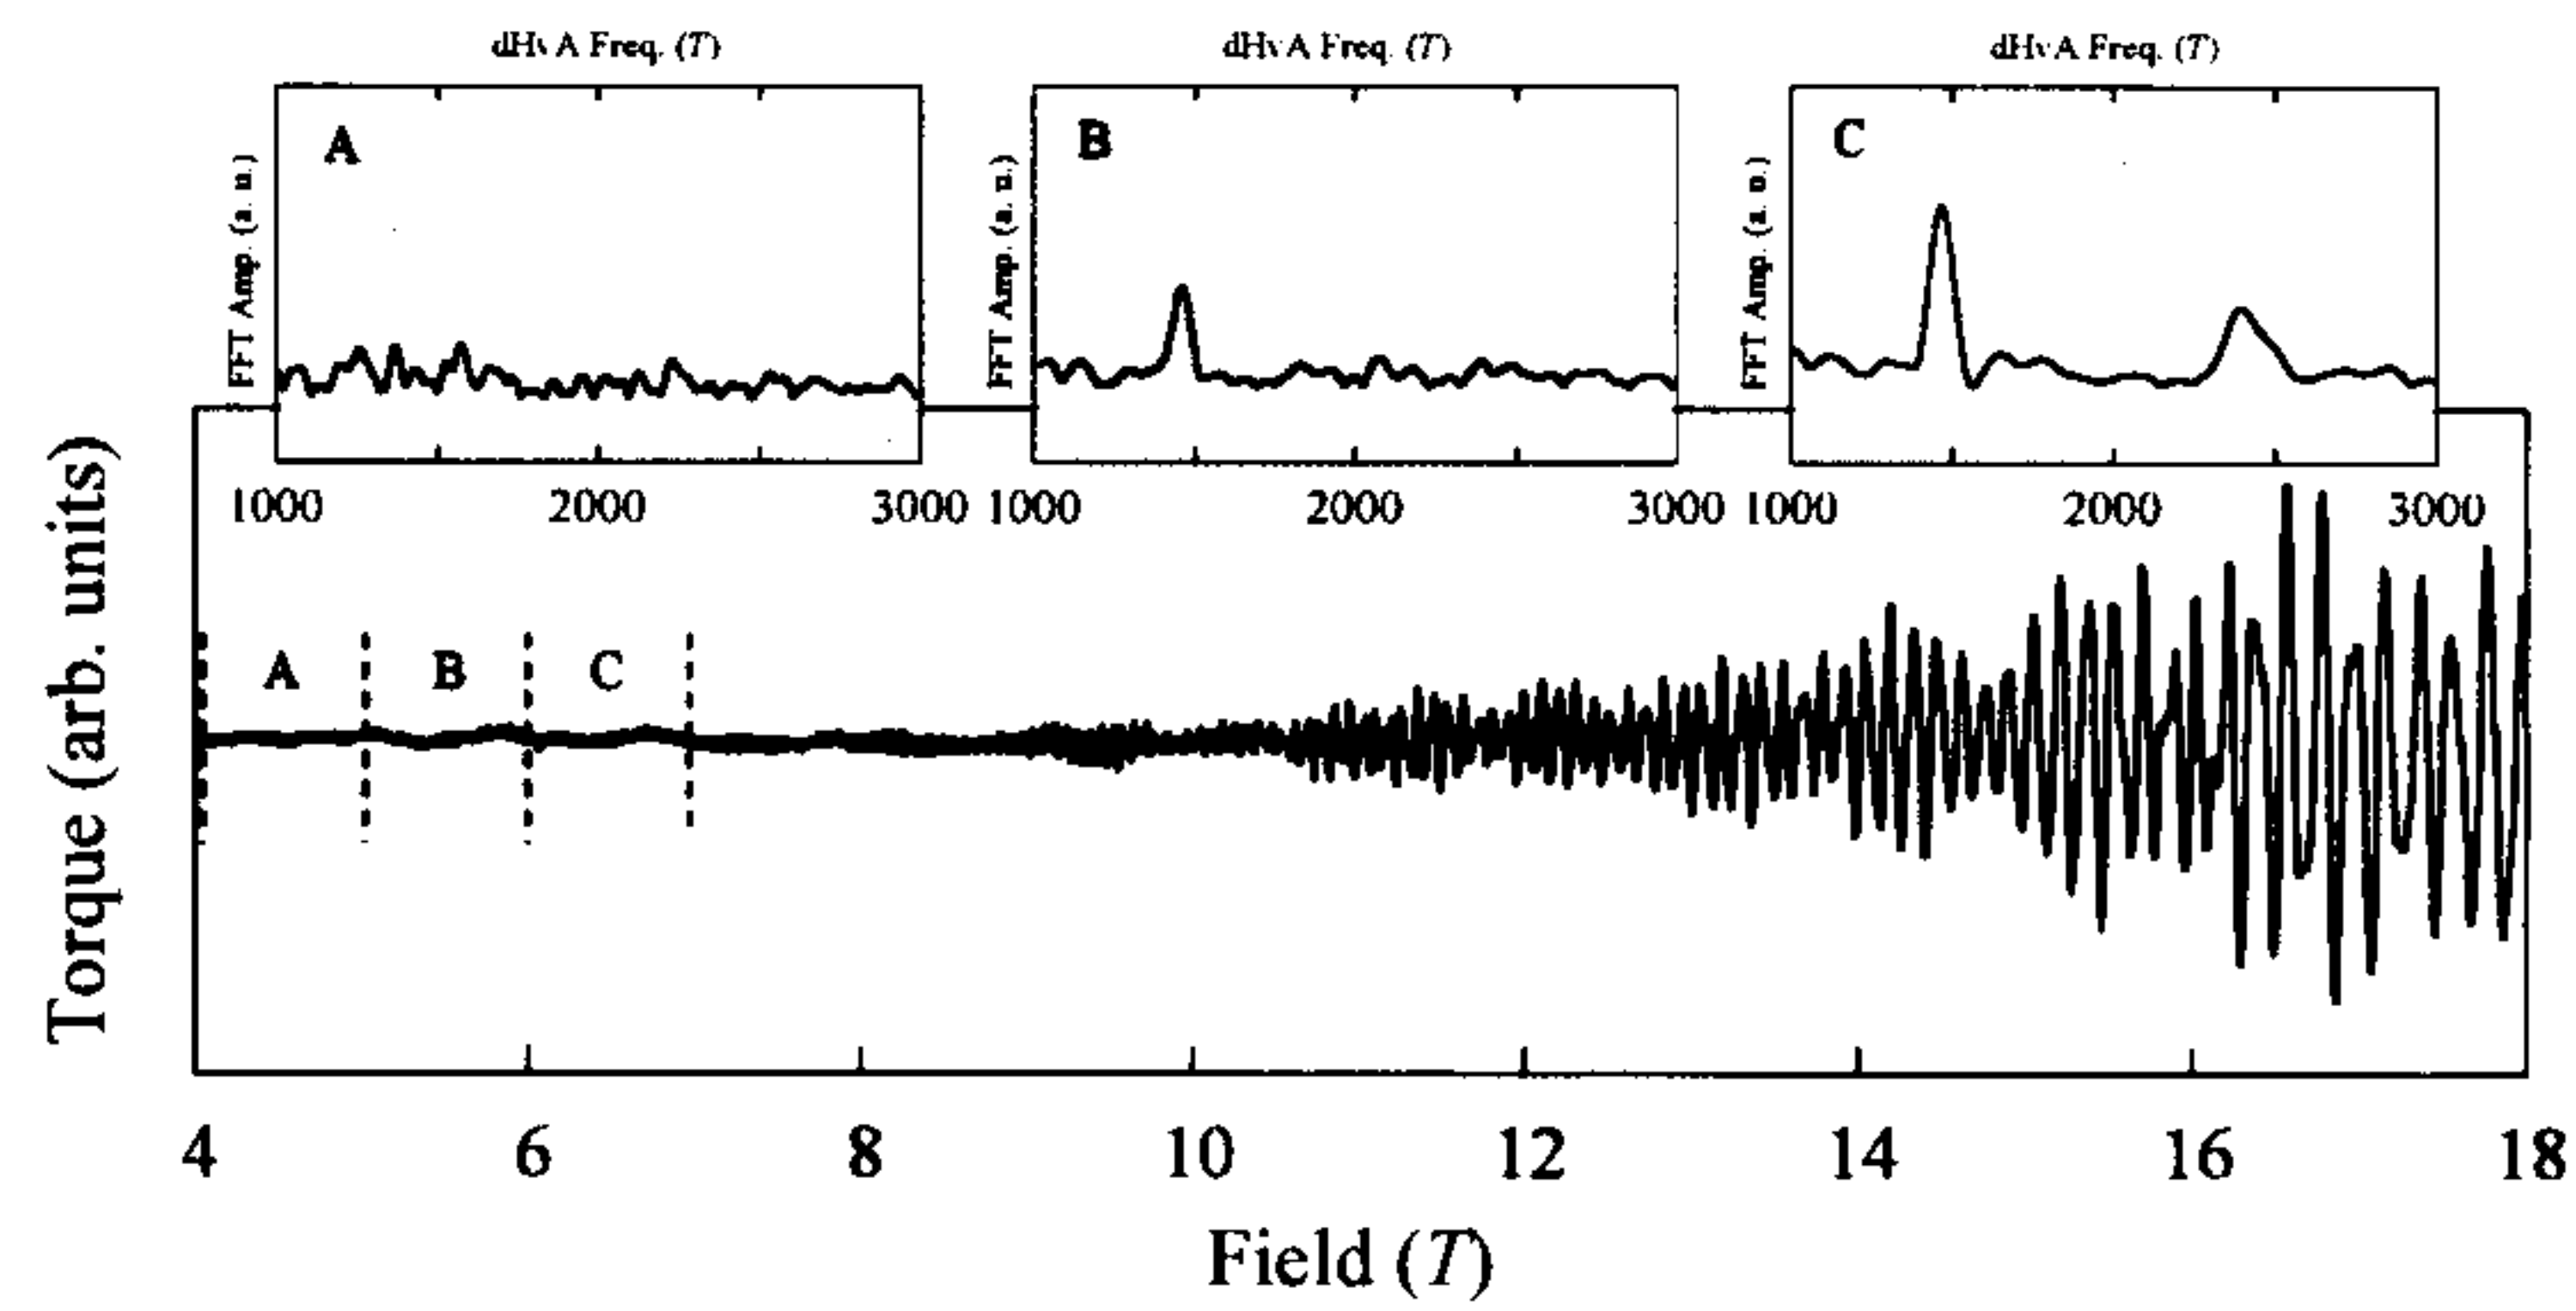 dHvA Freq. (T)
dHvA Freq. (T)
dHvA Freq. (T)
A
B
C
FFT Amp. (a. u.)
FFT Amp. (a. u.)
FFT Amp. (a. u.)
1000 2000 3000
1000 2000 3000
1000 2000 3000
Torque (arb. units)
A B C
4 6 8 10 12 14 16 18
Field (T)